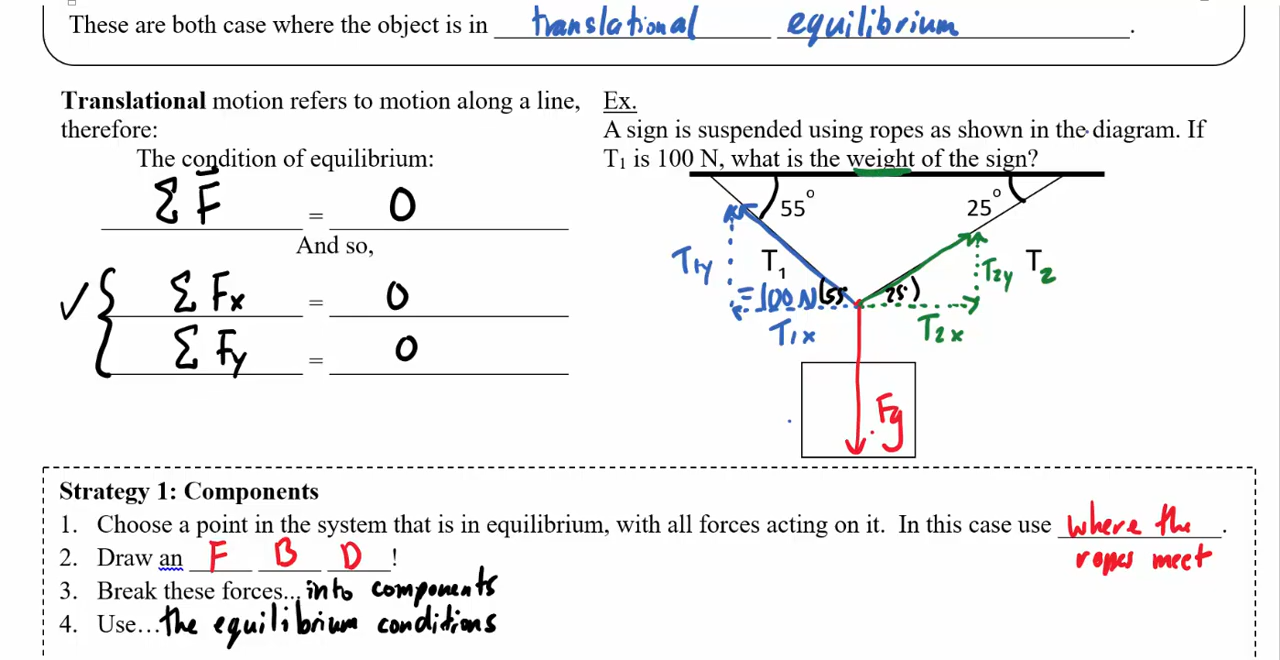 These are both case where the object is in translational equilibrium.
Translational motion refers to motion along a line,
therefore:
The condition of equilibrium:
Σ F⃗ = 0
And so,
✓{ Σ Fx = 0
Σ Fy = 0
Ex.
A sign is suspended using ropes as shown in the diagram. If
T₁ is 100 N, what is the weight of the sign?
55° 25°
T1y T₁ T2y T2
=100N 55 25°
T1x T2x
Fg
Strategy 1: Components
1. Choose a point in the system that is in equilibrium, with all forces acting on it. In this case use where the
ropes meet.
2. Draw an F B D!
3. Break these forces...into components
4. Use…the equilibrium conditions